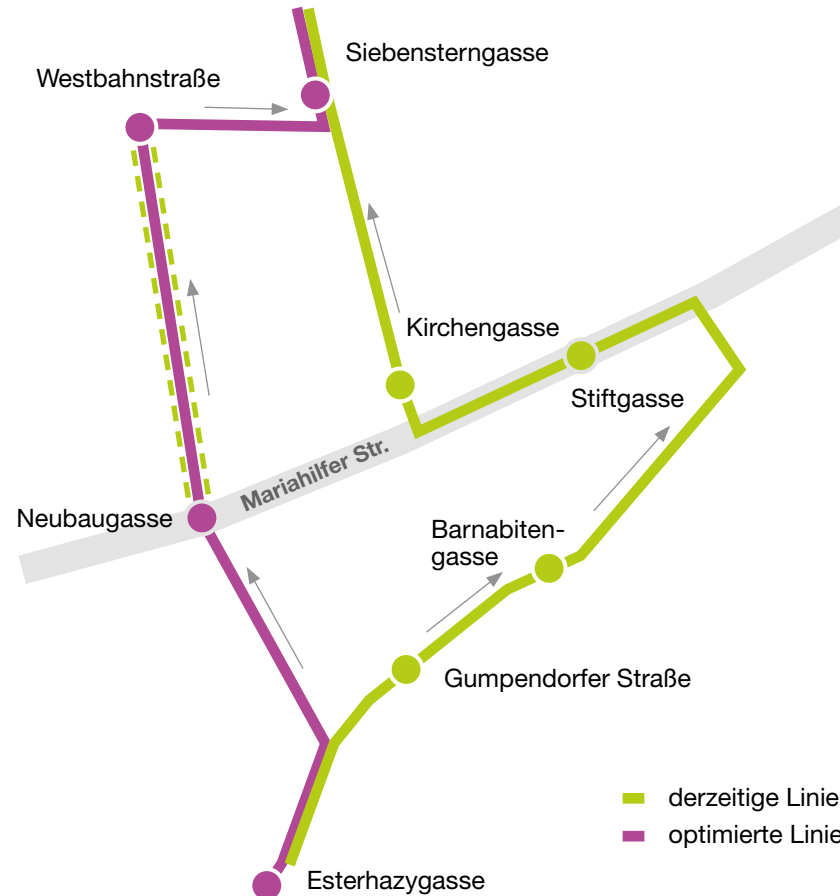 Siebensterngasse
Westbahnstraße
Kirchengasse
Stiftgasse
Mariahilfer Str.
Neubaugasse
Barnabiten-
gasse
Gumpendorfer Straße
derzeitige Linie
optimierte Linie
Esterhazygasse